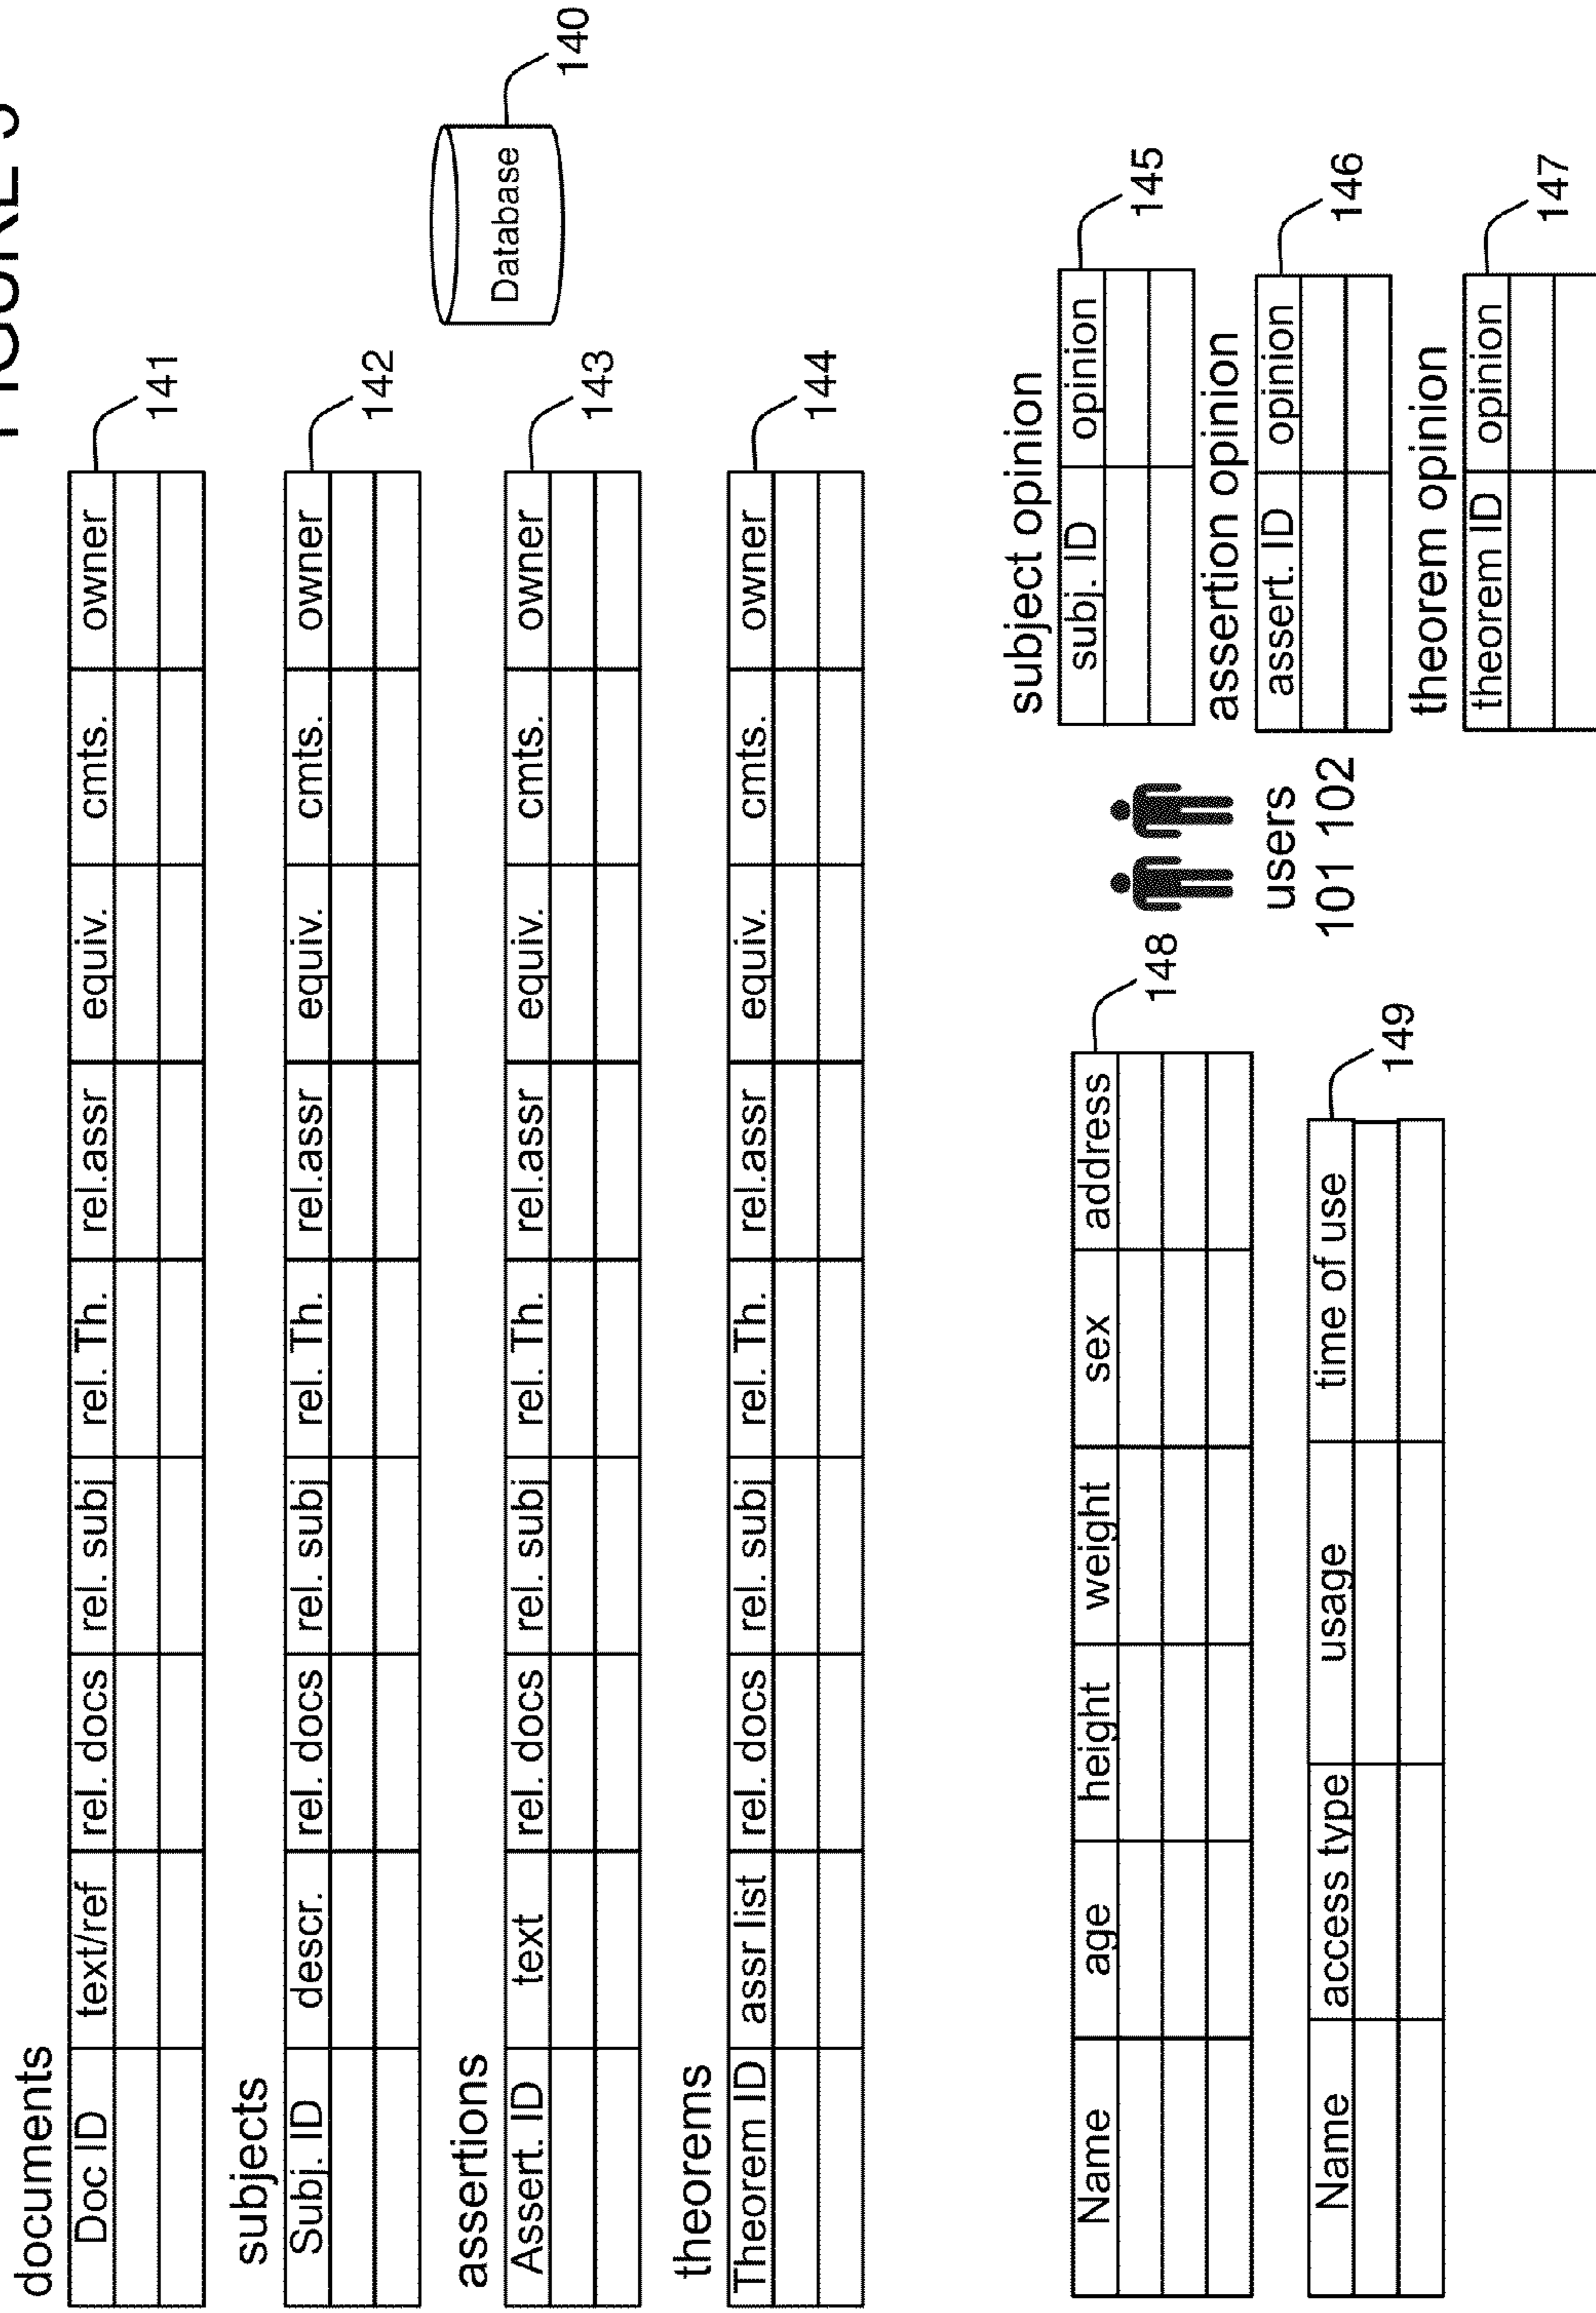 FIGURE
documents
Doc ID text/ref rel. docs rel. subj rel. Th. rel.assr equiv. cmts. owner
141
subjects
Subj. ID descr. rel. docs rel. subj rel. Th. rel.assr equiv. cmts. owner
142
assertions
Assert. ID text rel. docs rel. subj rel. Th. rel.assr equiv. cmts. owner
143
theorems
Theorem ID assr list rel. docs rel. subj rel. Th. rel.assr equiv. cmts. owner
144
Database
140
Name age height weight sex address
148
Name access type usage time of use
149
users
101 102
subject opinion
subj. ID opinion
145
assertion opinion
assert. ID opinion
146
theorem opinion
theorem ID opinion
147